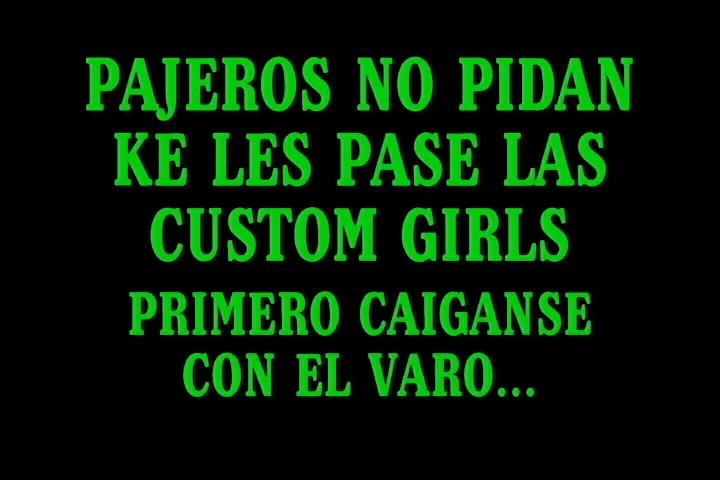 PAJEROS NO PIDAN
KE LES PASE LAS
CUSTOM GIRLS
PRIMERO CAIGANSE
CON EL VARO...